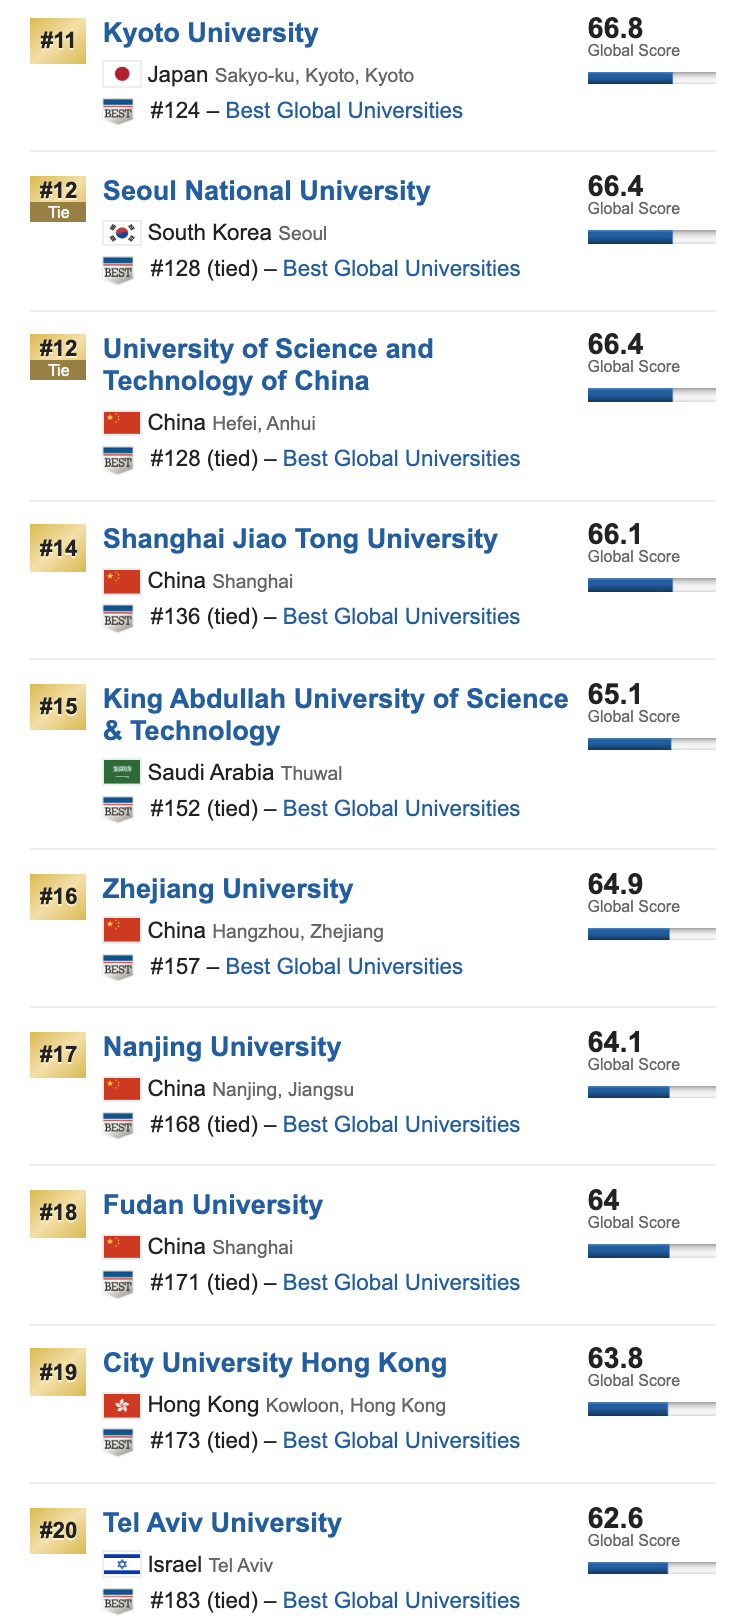 #11
Kyoto University
66.8
Global Score
Japan Sakyo-ku, Kyoto, Kyoto
BEST #124 – Best Global Universities
#12
Tie
Seoul National University
66.4
Global Score
South Korea Seoul
BEST #128 (tied) – Best Global Universities
#12
Tie
University of Science and
Technology of China
66.4
Global Score
China Hefei, Anhui
BEST #128 (tied) – Best Global Universities
#14
Shanghai Jiao Tong University
66.1
Global Score
China Shanghai
BEST #136 (tied) – Best Global Universities
#15
King Abdullah University of Science
& Technology
65.1
Global Score
Saudi Arabia Thuwal
BEST #152 (tied) – Best Global Universities
#16
Zhejiang University
64.9
Global Score
China Hangzhou, Zhejiang
BEST #157 – Best Global Universities
#17
Nanjing University
64.1
Global Score
China Nanjing, Jiangsu
BEST #168 (tied) – Best Global Universities
#18
Fudan University
64
Global Score
China Shanghai
BEST #171 (tied) – Best Global Universities
#19
City University Hong Kong
63.8
Global Score
Hong Kong Kowloon, Hong Kong
BEST #173 (tied) – Best Global Universities
#20
Tel Aviv University
62.6
Global Score
Israel Tel Aviv
BEST #183 (tied) – Best Global Universities